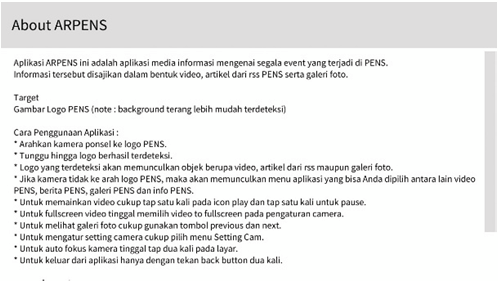 About ARPENS
Aplikasi ARPENS ini adalah aplikasi media informasi mengenai segala event yang terjadi di PENS.
Informasi tersebut disajikan dalam bentuk video, artikel dari rss PENS serta galeri foto.
Target
Gambar Logo PENS (note : background terang lebih mudah terdeteksi)
Cara Penggunaan Aplikasi :
* Arahkan kamera ponsel ke logo PENS.
* Tunggu hingga logo berhasil terdeteksi.
* Logo yang terdeteksi akan memunculkan objek berupa video, artikel dari rss maupun galeri foto.
* Jika kamera tidak ke arah logo PENS, maka akan memunculkan menu aplikasi yang bisa Anda dipilih antara lain video
PENS, berita PENS, galeri PENS dan info PENS.
* Untuk memainkan video cukup tap satu kali pada icon play dan tap satu kali untuk pause.
* Untuk fullscreen video tinggal memilih video to fullscreen pada pengaturan camera.
* Untuk melihat galeri foto cukup gunakan tombol previous dan next.
* Untuk mengatur setting camera cukup pilih menu Setting Cam.
* Untuk auto fokus kamera tinggal tap dua kali pada layar.
* Untuk keluar dari aplikasi hanya dengan tekan back button dua kali.